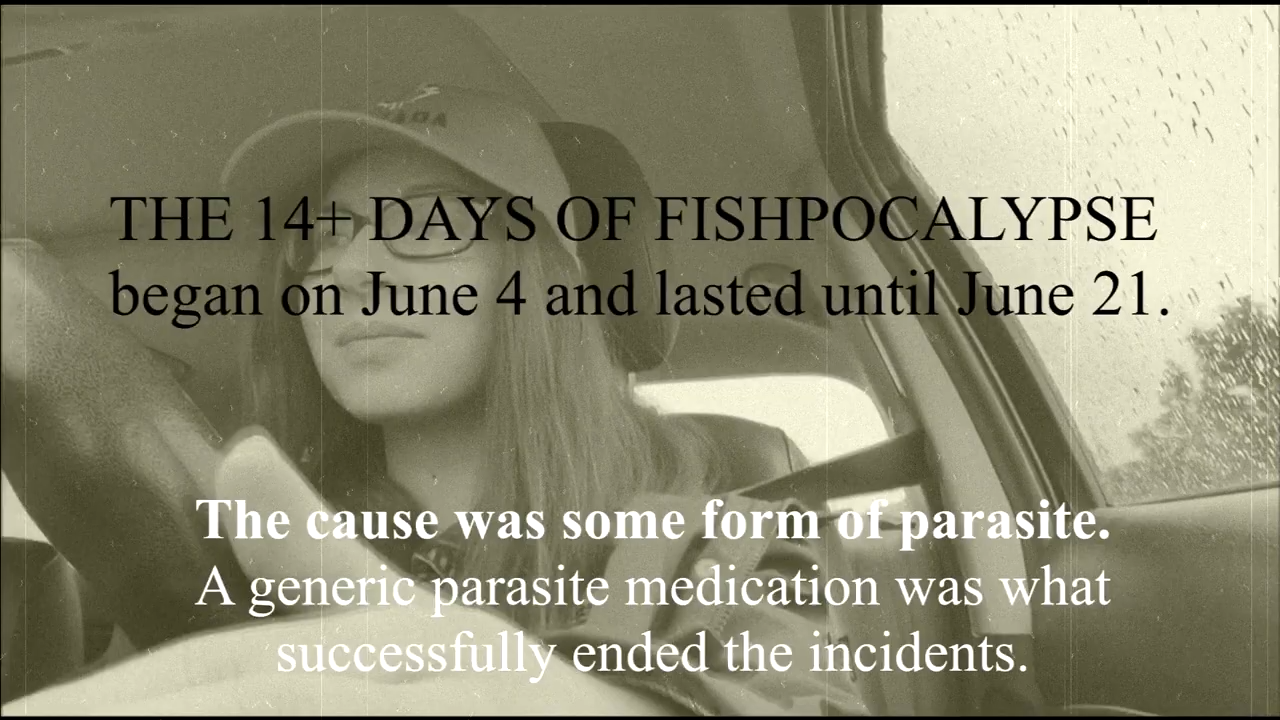 THE 14+ DAYS OF FISHPOCALYPSE
began on June 4 and lasted until June 21.
The cause was some form of parasite.
A generic parasite medication was what
successfully ended the incidents.